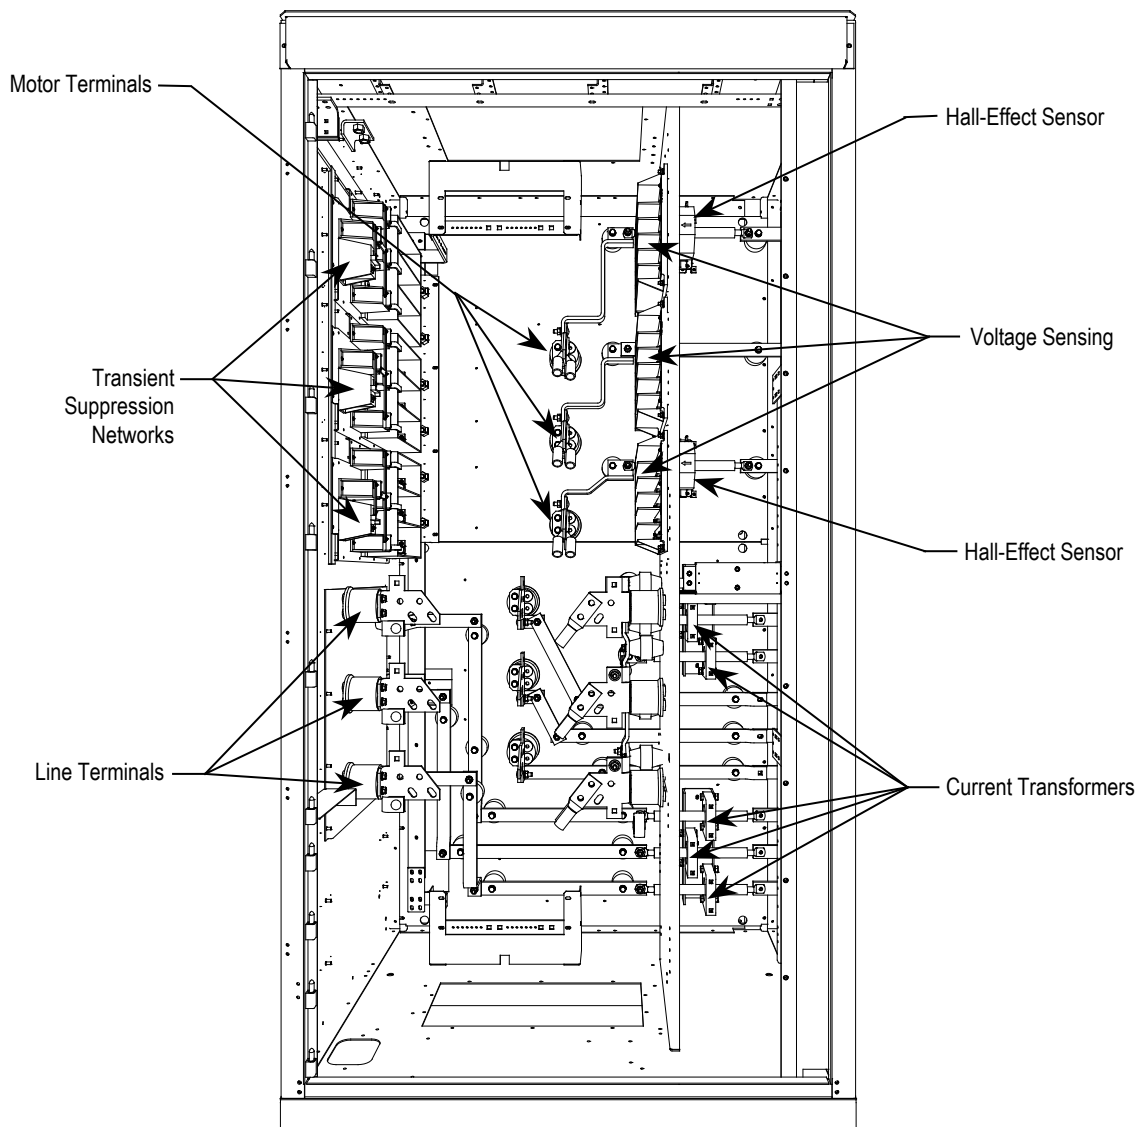 Motor Terminals
Hall-Effect Sensor
Voltage Sensing
Transient
Suppression
Networks
Hall-Effect Sensor
Line Terminals
Current Transformers